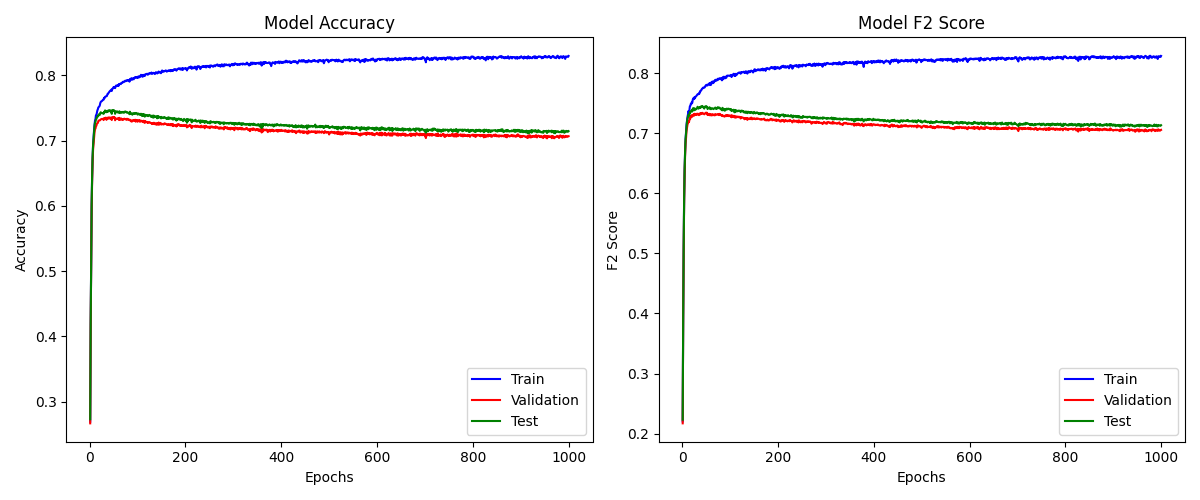 Model Accuracy
Accuracy
0.8
0.7
0.6
0.5
0.4
0.3
0
200
400
600
800
1000
Epochs
Train
Validation
Test
Model F2 Score
F2 Score
0.8
0.7
0.6
0.5
0.4
0.3
0.2
0
200
400
600
800
1000
Epochs
Train
Validation
Test